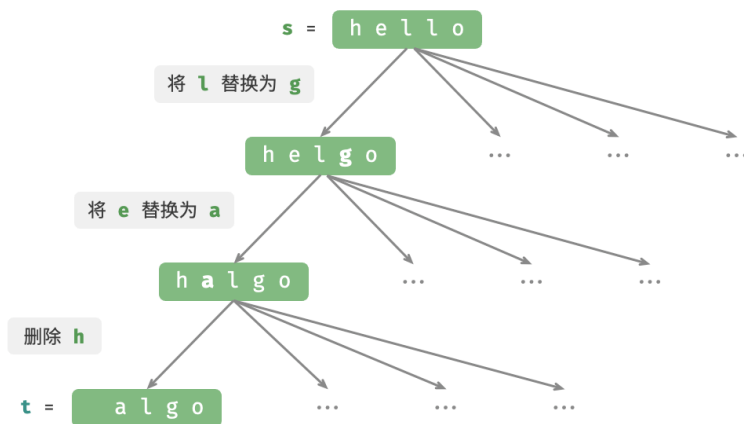 s = h e l l o
将 l 替换为 g
h e l g o ... ... ...
将 e 替换为 a
h a l g o ... ... ...
删除 h
t = a l g o ... ... ...